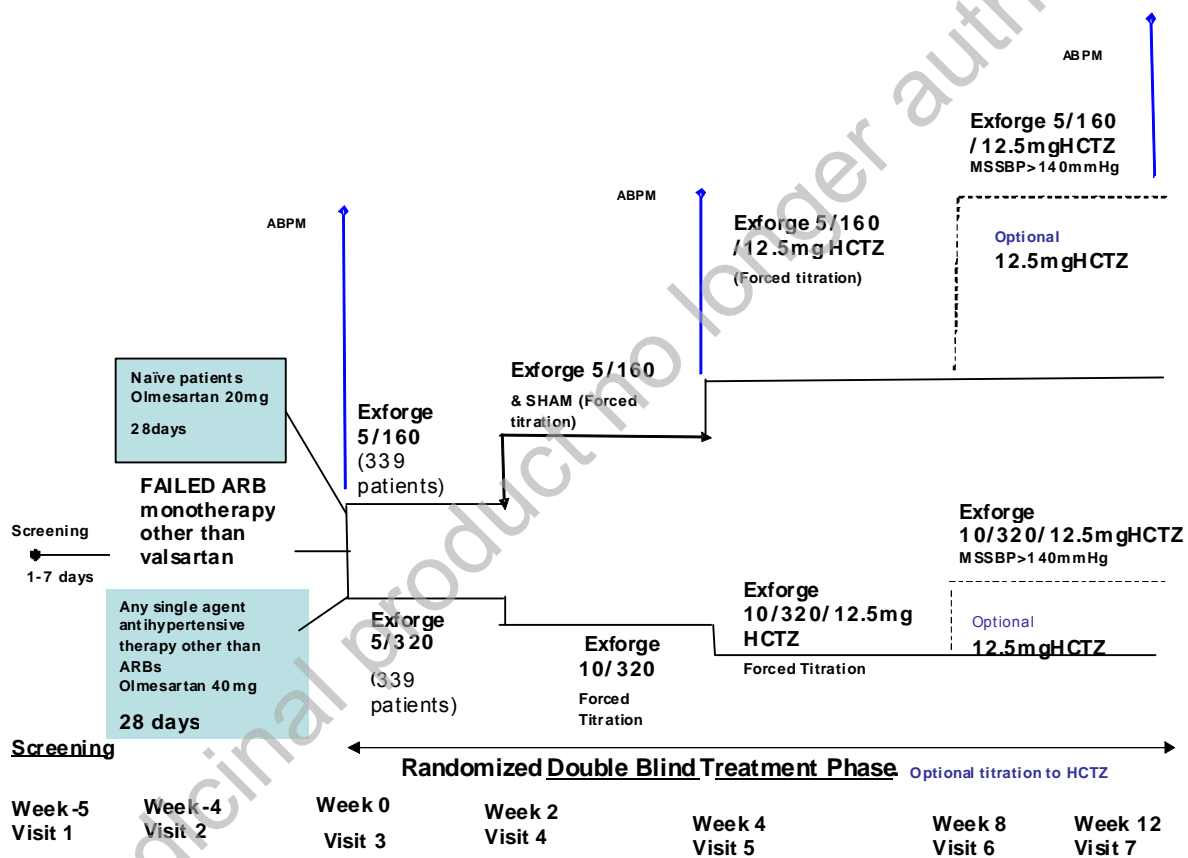 ABPM
Exforge 5/160
/12.5mgHCTZ
MSSBP>140mmHg
Optional
12.5mgHCTZ
ABPM
Exforge 5/160
/12.5mgHCTZ
(Forced titration)
ABPM
Exforge 5/160
& SHAM (Forced
titration)
Naïve patients
Olmesartan 20mg
28days
Exforge
5/160
(339
patients)
FAILED ARB
monotherapy
other than
valsartan
Screening
1-7 days
Any single agent
antihypertensive
therapy other than
ARBs
Olmesartan 40mg
28 days
Exforge
5/320
(339
patients)
Exforge
10/320
Forced
Titration
Exforge
10/320/12.5mg
HCTZ
Forced Titration
Exforge
10/320/12.5mgHCTZ
MSSBP>140mmHg
Optional
12.5mgHCTZ
Screening
Randomized Double Blind Treatment Phase. Optional titration to HCTZ
Week -5
Visit 1
Week -4
Visit 2
Week 0
Visit 3
Week 2
Visit 4
Week 4
Visit 5
Week 8
Visit 6
Week 12
Visit 7
product no longer